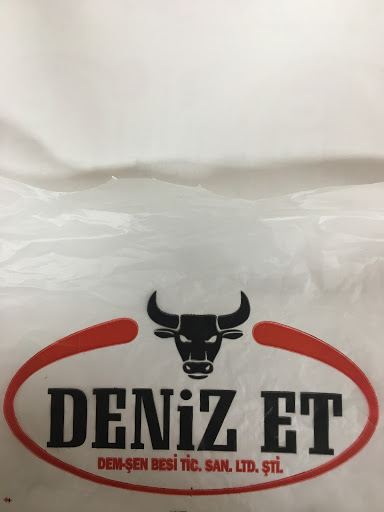 DENiZ ET
DEM-ŞEN BESİ TİC. SAN. LTD. ŞTİ.